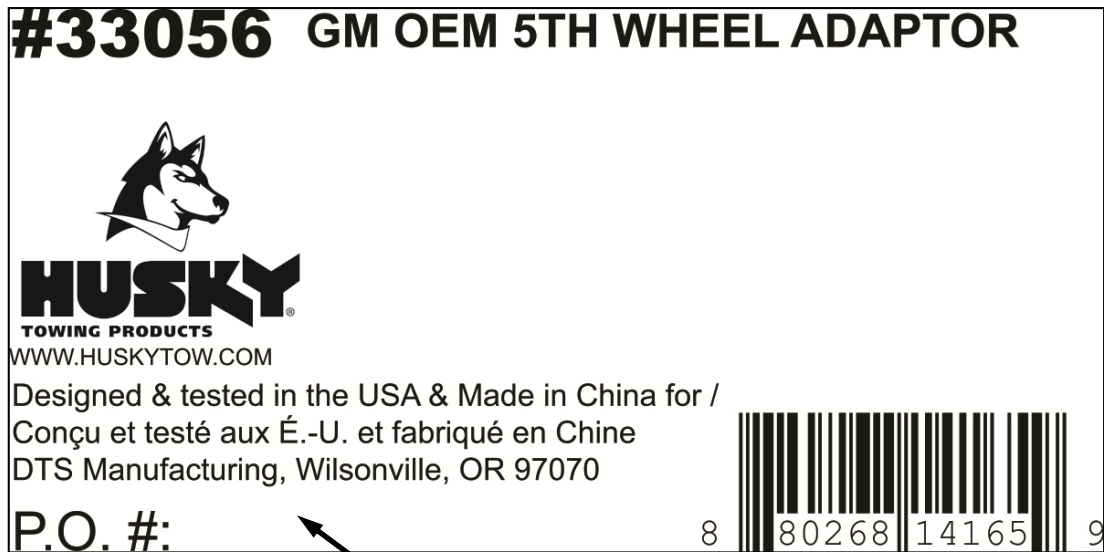 #33056 GM OEM 5TH WHEEL ADAPTOR
HUSKY®
TOWING PRODUCTS
WWW.HUSKYTOW.COM
Designed & tested in the USA & Made in China for /
Conçu et testé aux É.-U. et fabriqué en Chine
DTS Manufacturing, Wilsonville, OR 97070
P.O. #:
8 80268 14165 9